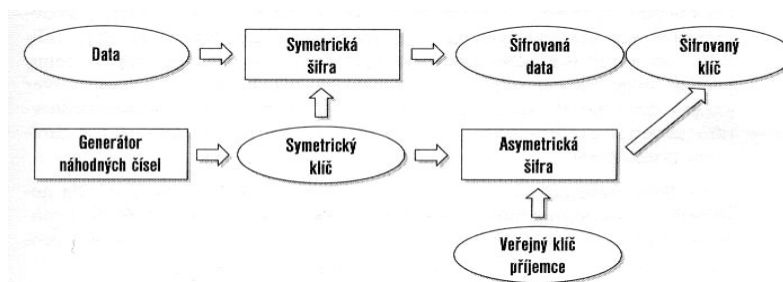 Data
Symetrická
šifra
Šifrovaná
data
Šifrovaný
klíč
Generátor
náhodných čísel
Symetrický
klíč
Asymetrická
šifra
Veřejný klíč
příjemce